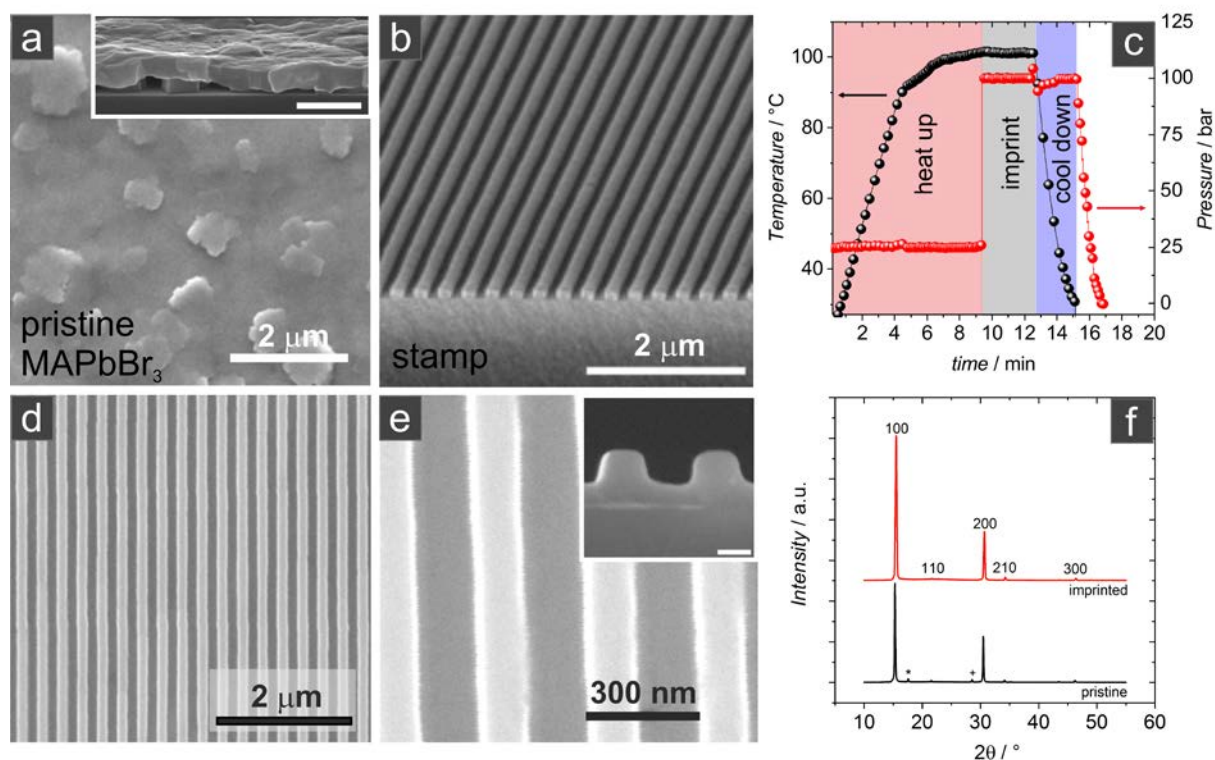 a
pristine
MAPbBr₃
2 μm
b
stamp
2 μm
c
Temperature / °C
100
80
60
40
heat up
imprint
cool down
125
100
75
50
25
0
Pressure / bar
2 4 6 8 10 12 14 16 18 20
time / min
d
2 μm
e
300 nm
f
Intensity / a.u.
100
110
200
210
300
imprinted
*
+
pristine
10 20 30 40 50 60
2θ / °